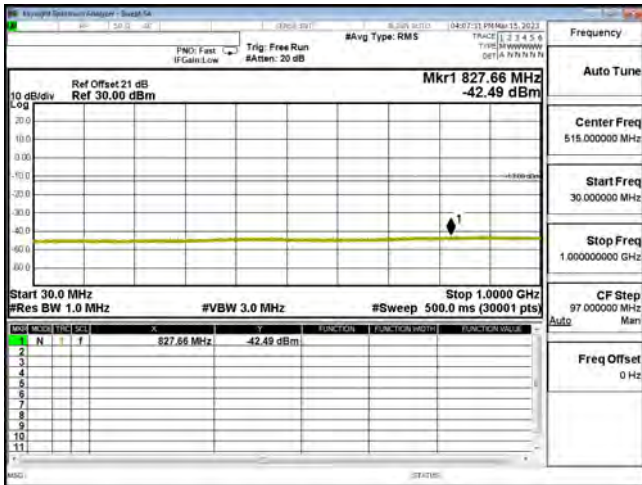 Keysight Spectrum Analyzer - Swept SA
RF 50 Ω AC SENSE:INT ALIGN AUTO 04:07:31 PM Mar 15, 2023
#Avg Type: RMS
TRACE 1 2 3 4 5 6
TYPE M WWWWW
DET A N N N N N
PNO: Fast
IFGain:Low
Trig: Free Run
#Atten: 20 dB
Ref Offset 21 dB
Ref 30.00 dBm
10 dB/div
Log
Mkr1 827.66 MHz
-42.49 dBm
20.0
10.0
0.00
-10.0
-20.0
-30.0
-40.0
-50.0
-60.0
-13.00 dBm
1
Start 30.0 MHz
#Res BW 1.0 MHz
#VBW 3.0 MHz
Stop 1.0000 GHz
#Sweep 500.0 ms (30001 pts)
MKR MODE TRC SCL X Y FUNCTION FUNCTION WIDTH FUNCTION VALUE
1 N 1 f 827.66 MHz -42.49 dBm
2
3
4
5
6
7
8
9
10
11
MSG
STATUS
Frequency
Auto Tune
Center Freq
515.000000 MHz
Start Freq
30.000000 MHz
Stop Freq
1.000000000 GHz
CF Step
97.000000 MHz
Auto Man
Freq Offset
0 Hz